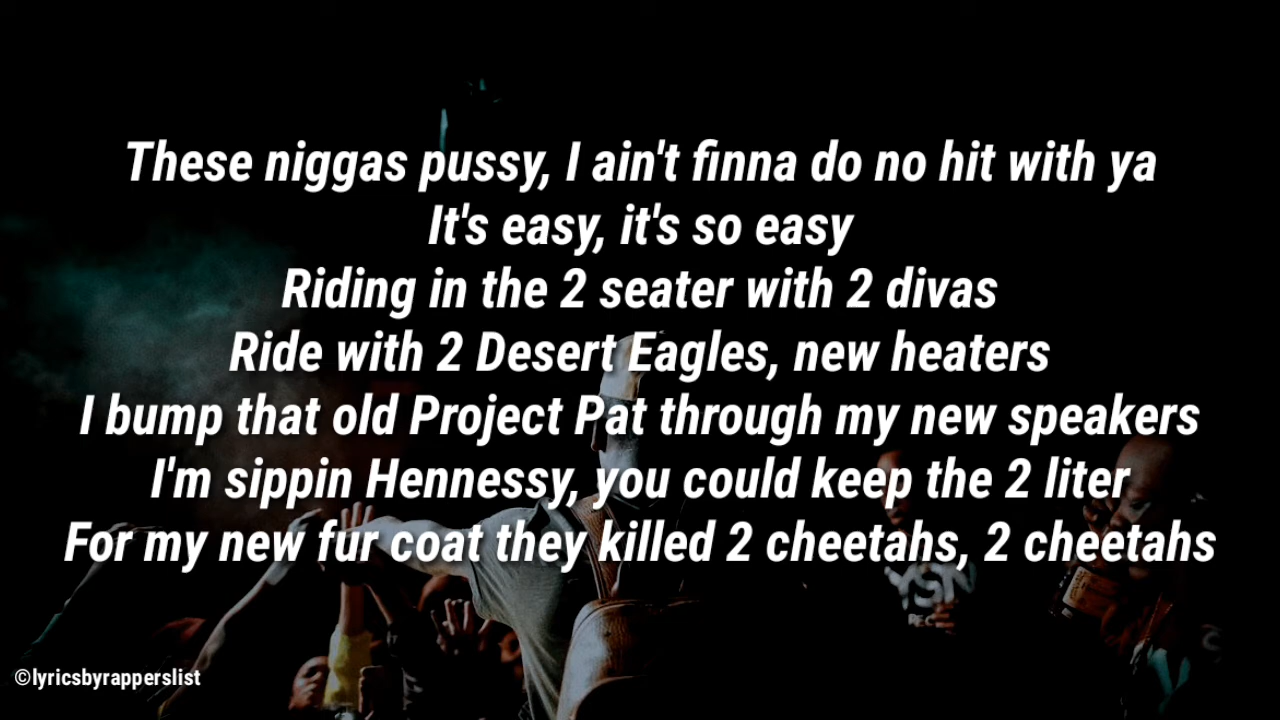 These niggas pussy, I ain't finna do no hit with ya
It's easy, it's so easy
Riding in the 2 seater with 2 divas
Ride with 2 Desert Eagles, new heaters
I bump that old Project Pat through my new speakers
I'm sippin Hennessy, you could keep the 2 liter
For my new fur coat they killed 2 cheetahs, 2 cheetahs
©lyricsbyrapperslist